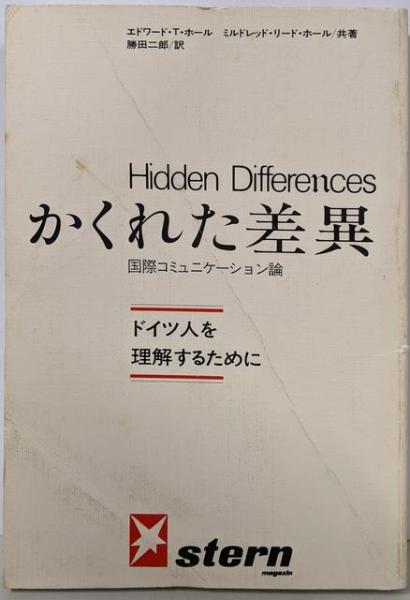 エドワード・T・ホール ミルドレッド・リード・ホール/共著
勝田二郎/訳
Hidden Differences
かくれた差異
国際コミュニケーション論
ドイツ人を
理解するために
stern
magazin